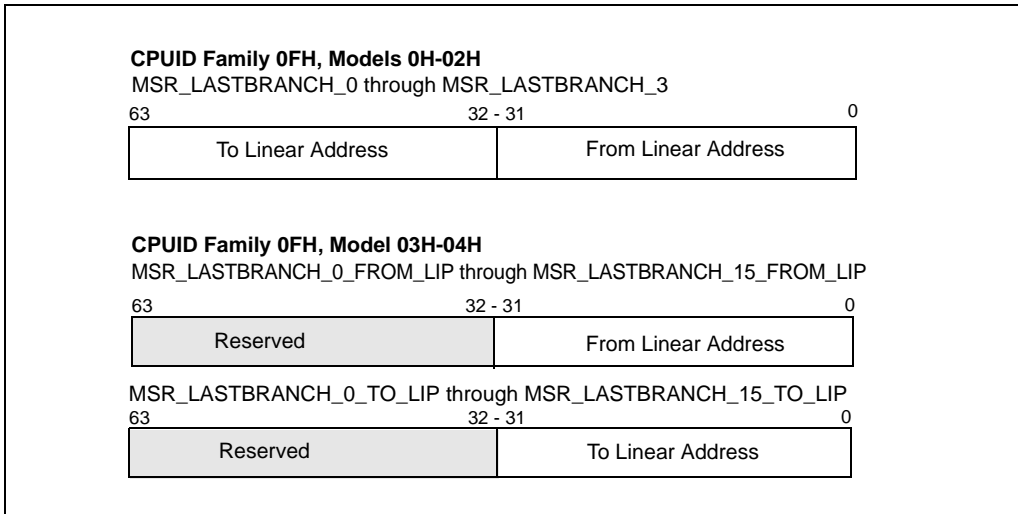 CPUID Family 0FH, Models 0H-02H
MSR_LASTBRANCH_0 through MSR_LASTBRANCH_3
63 32 - 31 0
To Linear Address From Linear Address
CPUID Family 0FH, Model 03H-04H
MSR_LASTBRANCH_0_FROM_LIP through MSR_LASTBRANCH_15_FROM_LIP
63 32 - 31 0
Reserved From Linear Address
MSR_LASTBRANCH_0_TO_LIP through MSR_LASTBRANCH_15_TO_LIP
63 32 - 31 0
Reserved To Linear Address